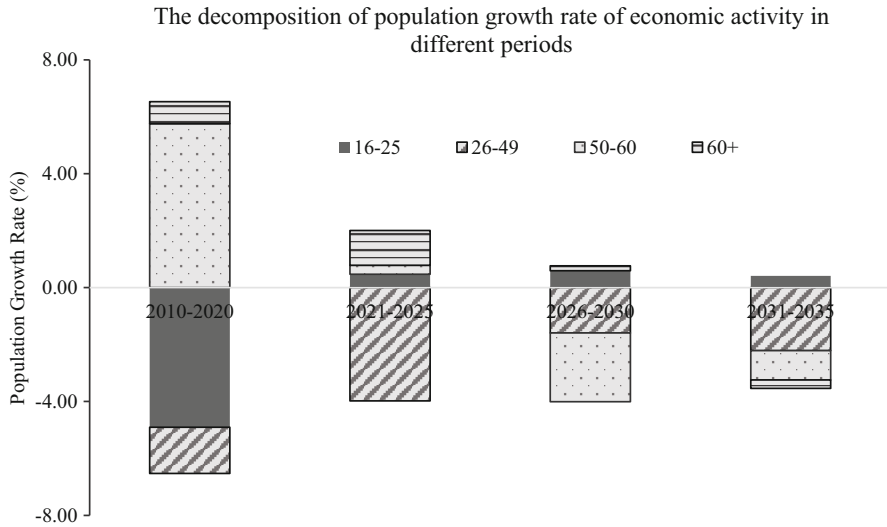 The decomposition of population growth rate of economic activity in
different periods
8.00
16-25 26-49 50-60 60+
4.00
Population Growth Rate (%)
0.00
2010-2020 2021-2025 2026-2030 2031-2035
-4.00
-8.00